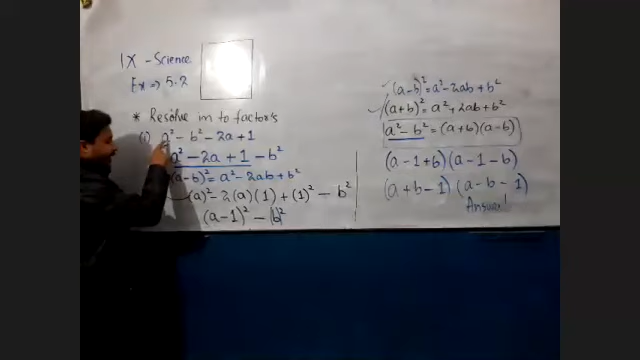 IX - Science
Ex => 5.2
* Resolve in to factor's
(i) a² - b² - 2a + 1
a² - 2a + 1 - b²
(a-b)² = a² - 2ab + b²
(a)² - 2(a)(1) + (1)² - b²
(a-1)² - (b)²
(a-b)² = a² - 2ab + b²
(a+b)² = a² + 2ab + b²
a² - b² = (a+b)(a-b)
(a-1+b)(a-1-b)
(a+b-1)(a-b-1)
Answer!